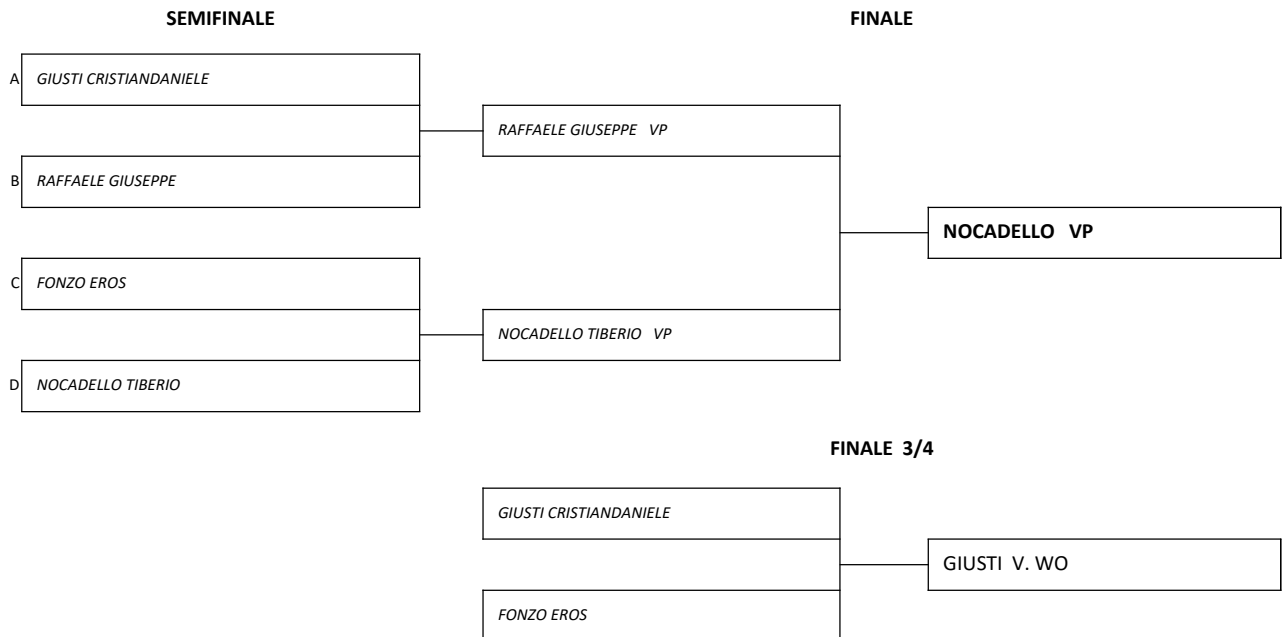 SEMIFINALE
FINALE
A GIUSTI CRISTIANDANIELE
RAFFAELE GIUSEPPE VP
B RAFFAELE GIUSEPPE
NOCADELLO VP
C FONZO EROS
NOCADELLO TIBERIO VP
D NOCADELLO TIBERIO
FINALE 3/4
GIUSTI CRISTIANDANIELE
GIUSTI V. WO
FONZO EROS